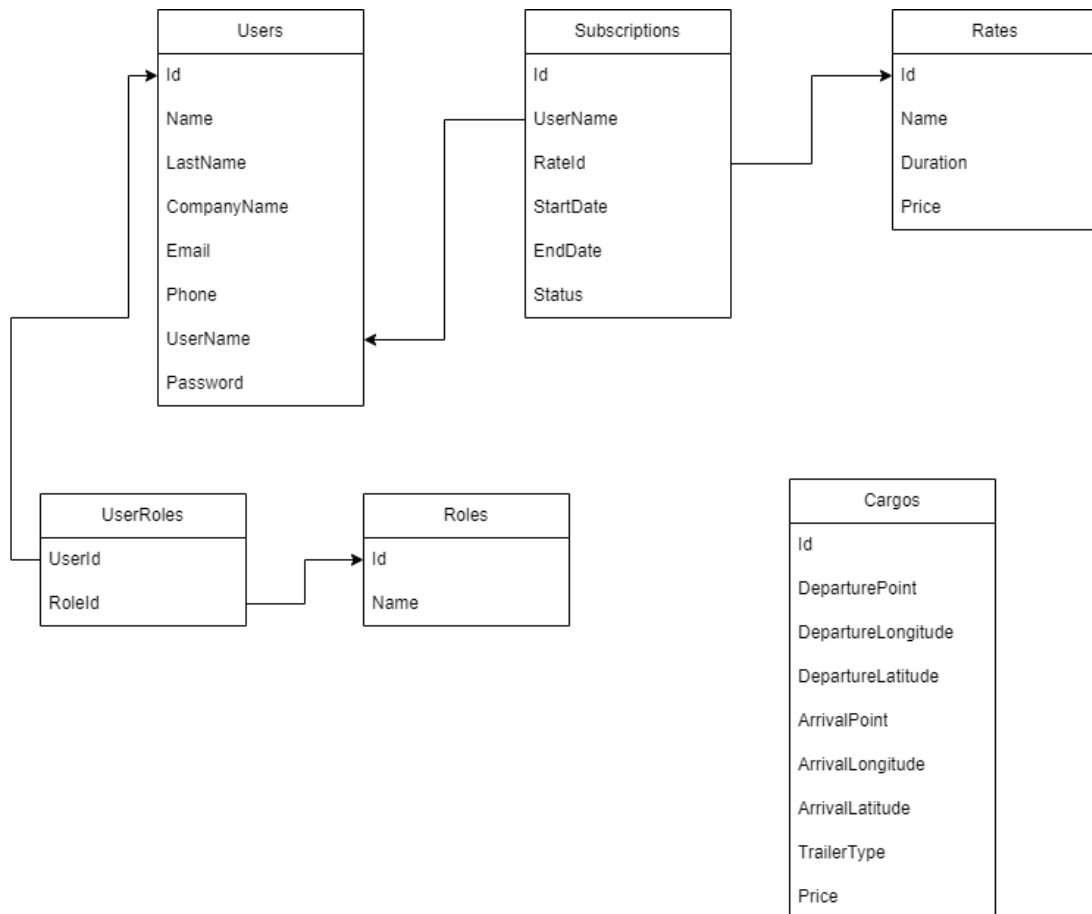 Users
Id
Name
LastName
CompanyName
Email
Phone
UserName
Password
Subscriptions
Id
UserName
RateId
StartDate
EndDate
Status
Rates
Id
Name
Duration
Price
UserRoles
UserId
RoleId
Roles
Id
Name
Cargos
Id
DeparturePoint
DepartureLongitude
DepartureLatitude
ArrivalPoint
ArrivalLongitude
ArrivalLatitude
TrailerType
Price